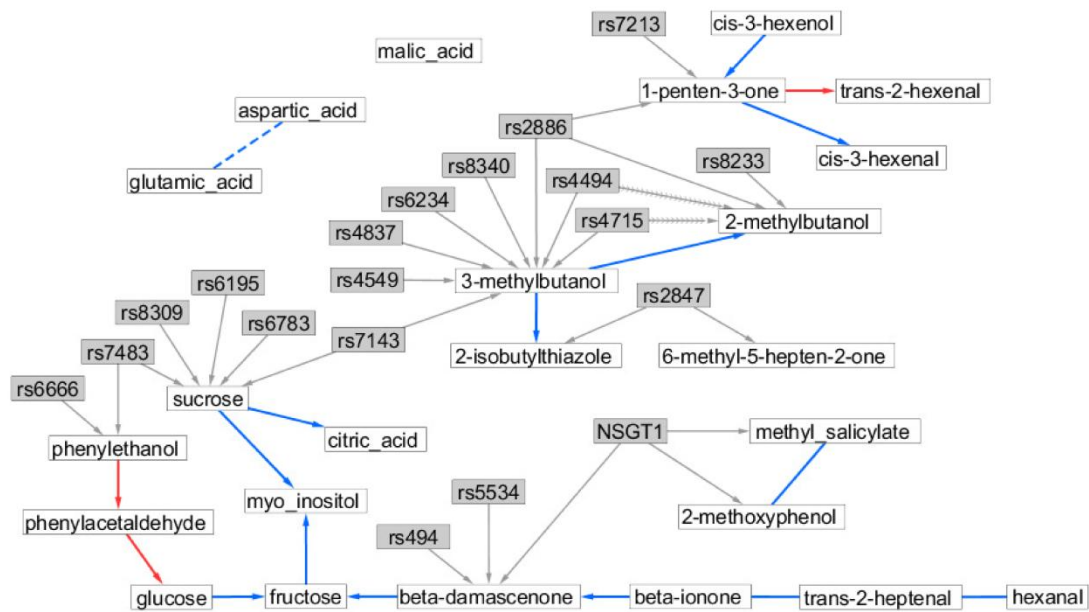 rs7213
cis-3-hexenol
malic_acid
1-penten-3-one
trans-2-hexenal
aspartic_acid
rs2886
cis-3-hexenal
rs8340
rs8233
glutamic_acid
rs4494
rs6234
rs4715
2-methylbutanol
rs4837
rs6195
rs4549
3-methylbutanol
rs2847
rs8309
rs6783
rs7143
rs7483
2-isobutylthiazole
6-methyl-5-hepten-2-one
rs6666
sucrose
citric_acid
NSGT1
methyl_salicylate
phenylethanol
rs5534
myo_inositol
2-methoxyphenol
phenylacetaldehyde
rs494
glucose
fructose
beta-damascenone
beta-ionone
trans-2-heptenal
hexanal